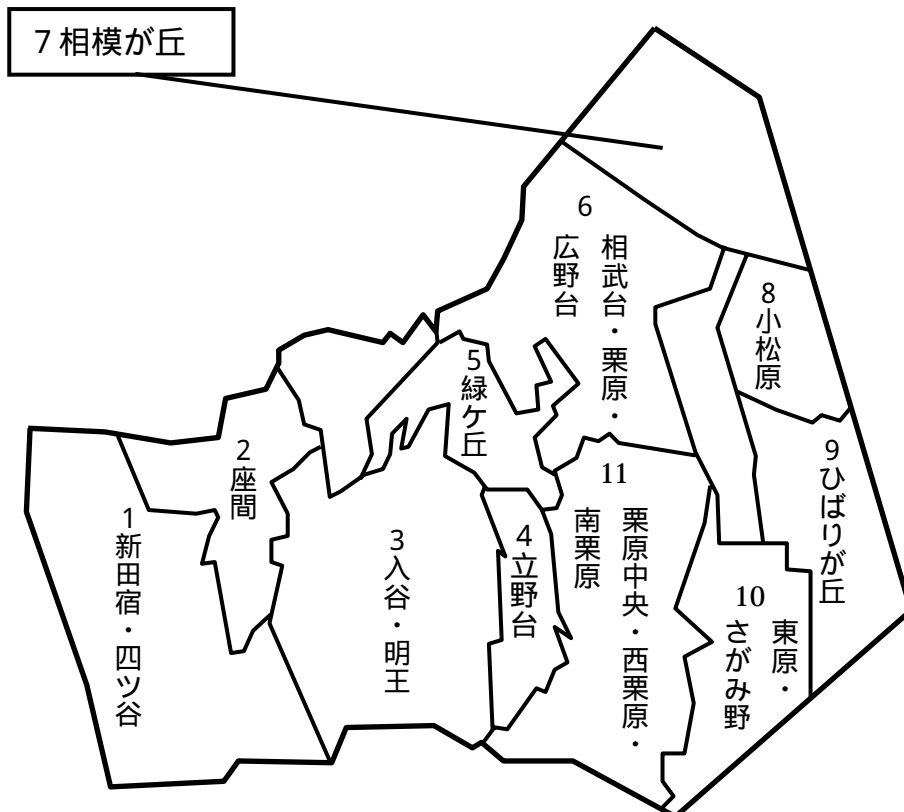 7 相模が丘
6
相武台・栗原・
広野台
8 小松原
5 緑ケ丘
2 座間
9 ひばりが丘
11
栗原中央・西栗原・
南栗原
1 新田宿・四ツ谷
3 入谷・明王
4 立野台
10
東原・
さがみ野